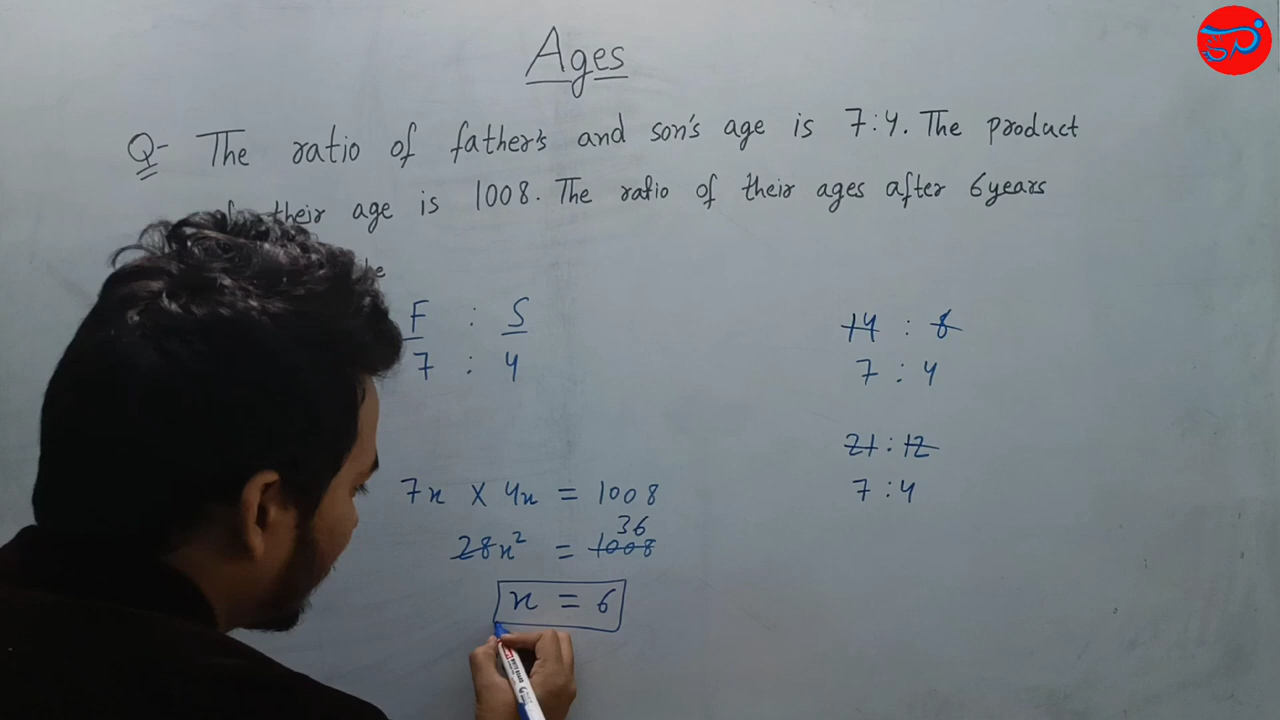 Ages
Q- The ratio of father's and son's age is 7:4. The product
their age is 1008. The ratio of their ages after 6years
F : S
7 : 4
14 : 8
7 : 4
21 : 12
7 : 4
7x X 4x = 1008
36
28x² = 1008
x = 6